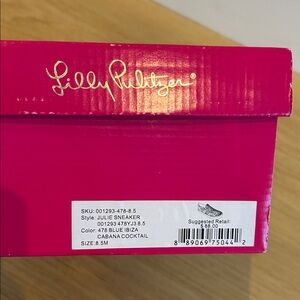 Lilly Pulitzer®
SKU: 001293-478-8.5
Style: JULIE SNEAKER
001293 478YJ3 8.5
Color: 478 BLUE IBIZA
CABANA COCKTAIL
SIZE: 8.5M
Suggested Retail:
$ 88.00
8 89069 75044 2